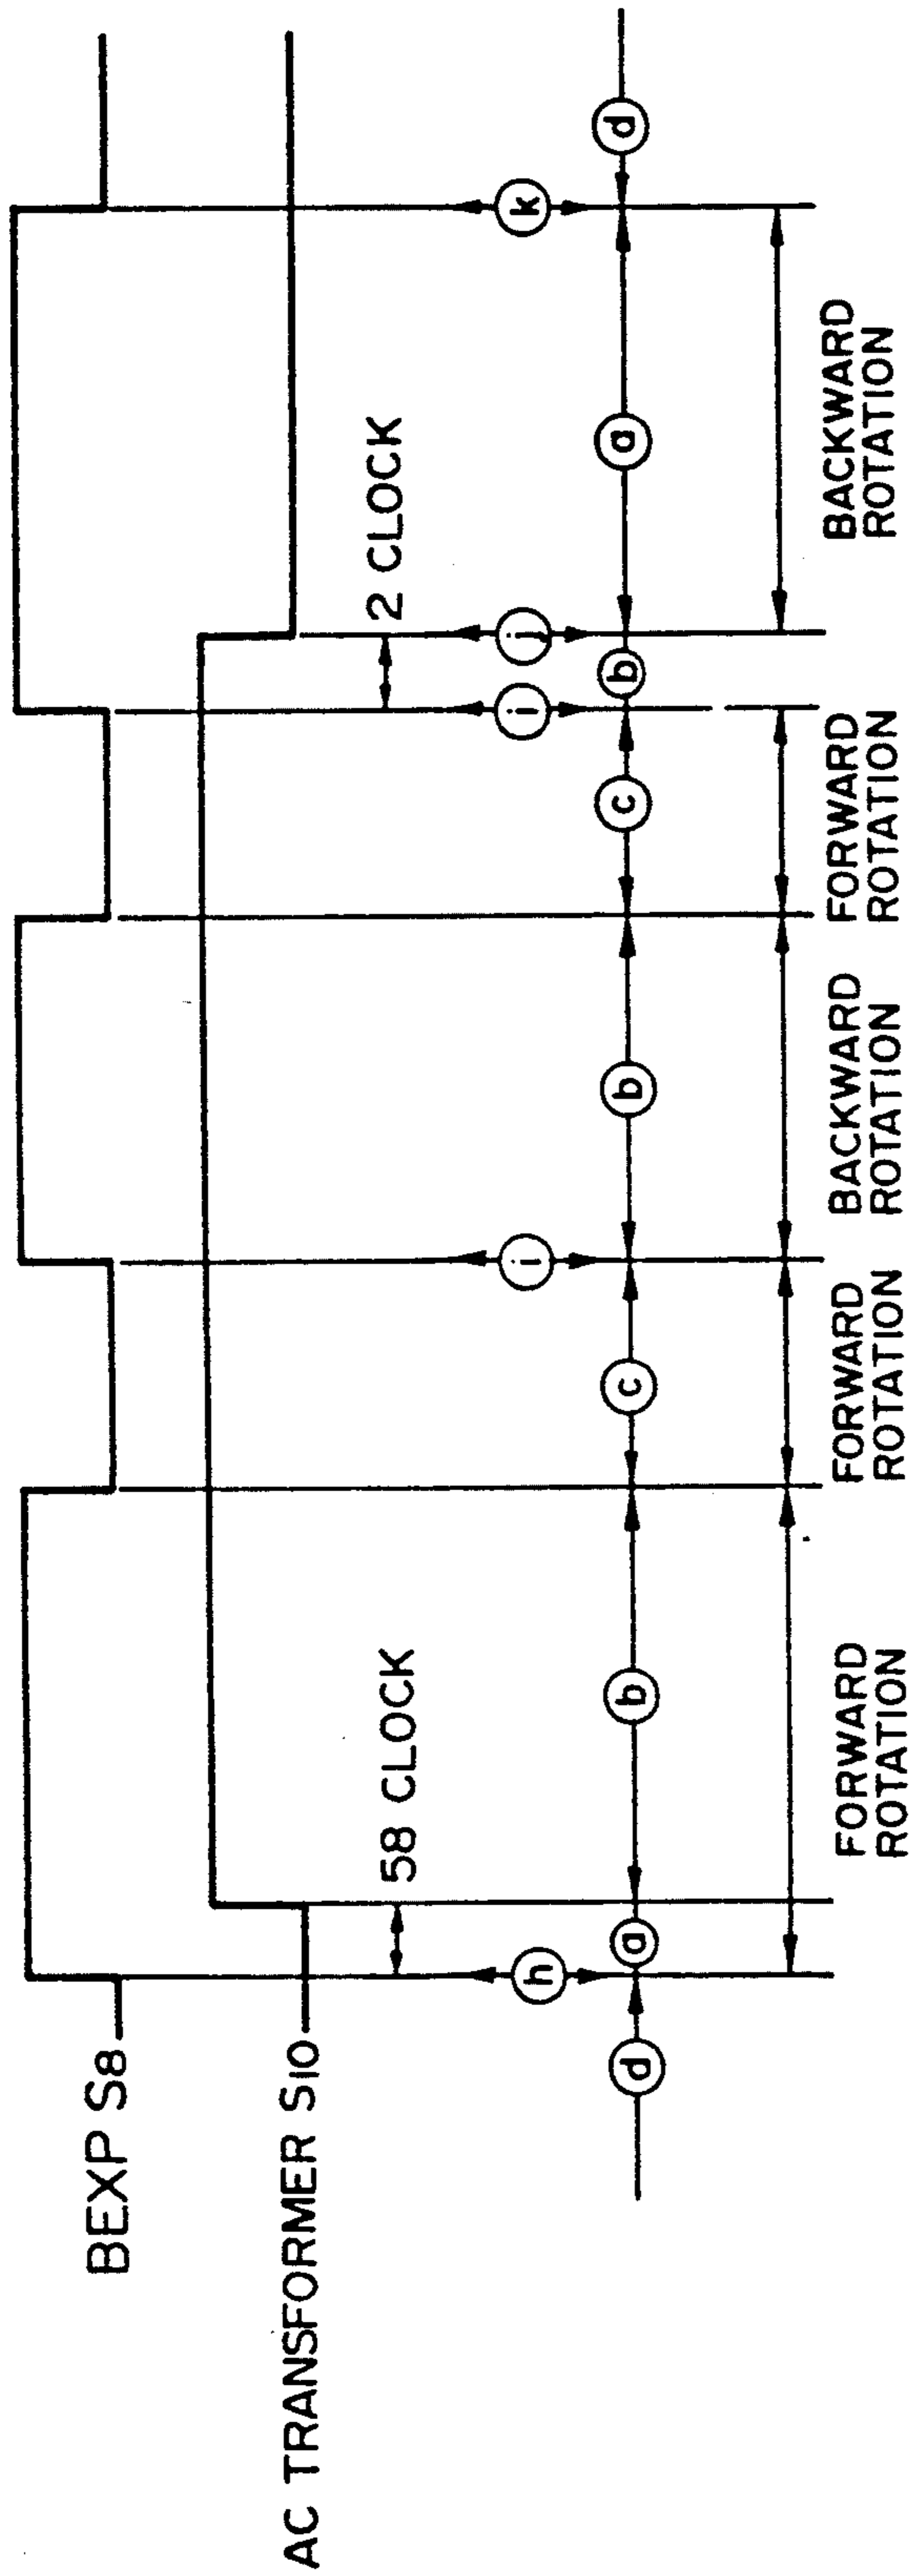 BEXP S8
AC TRANSFORMER S10
58 CLOCK
2 CLOCK
h
i
i
j
k
d
a
b
c
b
c
b
a
d
FORWARD
ROTATION
FORWARD
ROTATION
BACKWARD
ROTATION
FORWARD
ROTATION
BACKWARD
ROTATION